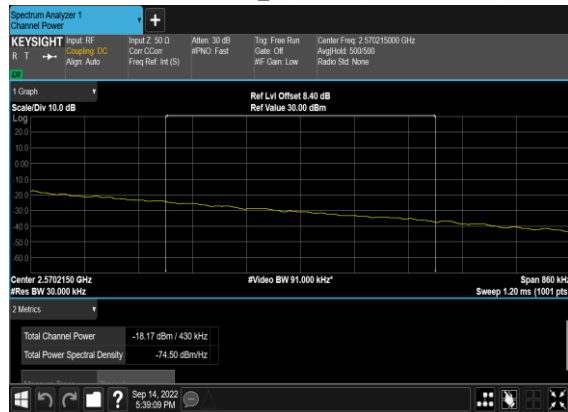 Spectrum Analyzer 1
Channel Power
KEYSIGHT Input: RF Input Z: 50 Ω Atten: 30 dB Trig: Free Run Center Freq: 2.570215000 GHz
R T Coupling: DC Corr CCorr #PNO: Fast Gate: Off Avg|Hold: 500/500
Align: Auto Freq Ref: Int (S) #IF Gain: Low Radio Std: None
1 Graph
Ref Lvl Offset 8.40 dB
Scale/Div 10.0 dB Ref Value 30.00 dBm
Log
20.0
10.0
0.00
-10.0
-20.0
-30.0
-40.0
-50.0
-60.0
Center 2.5702150 GHz #Video BW 91.000 kHz* Span 860 kHz
#Res BW 30.000 kHz Sweep 1.20 ms (1001 pts)
2 Metrics
Total Channel Power -18.17 dBm / 430 kHz
Total Power Spectral Density -74.50 dBm/Hz
? Sep 14, 2022
5:39:09 PM